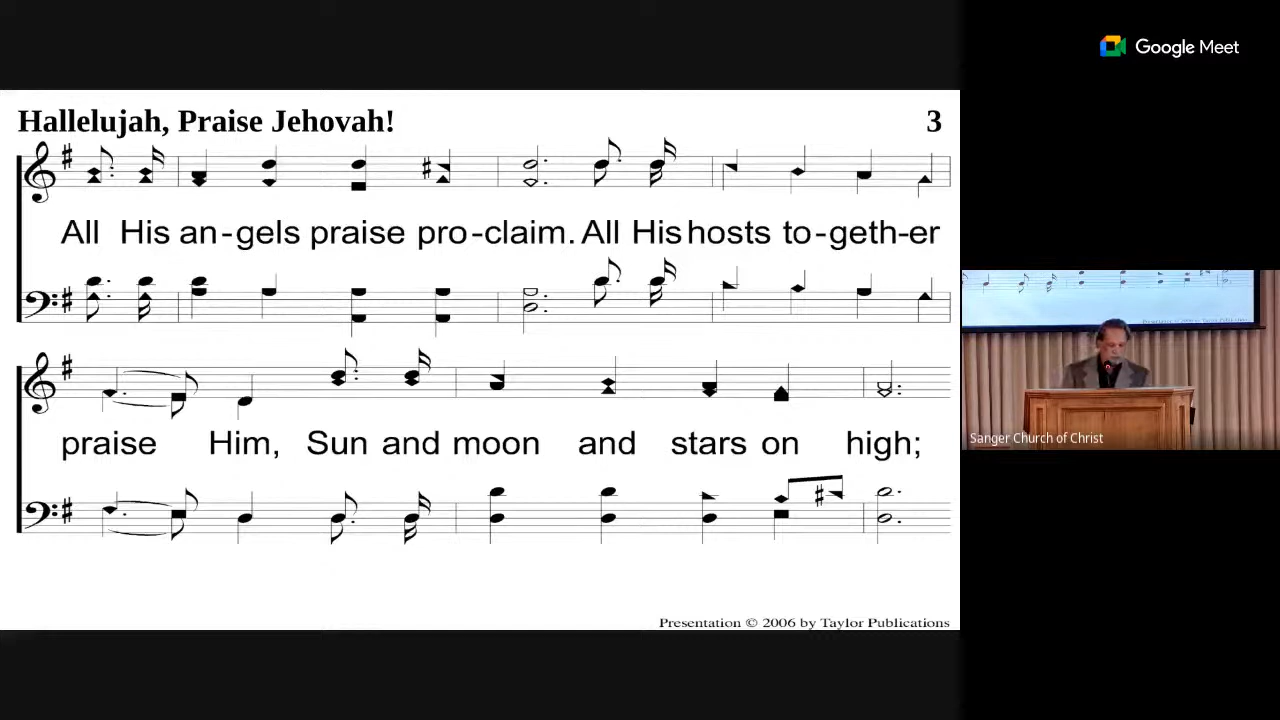 Google Meet
Hallelujah, Praise Jehovah!
3
All His an-gels praise pro-claim. All His hosts to-geth-er
praise Him, Sun and moon and stars on high;
Presentation © 2006 by Taylor Publications
Sanger Church of Christ